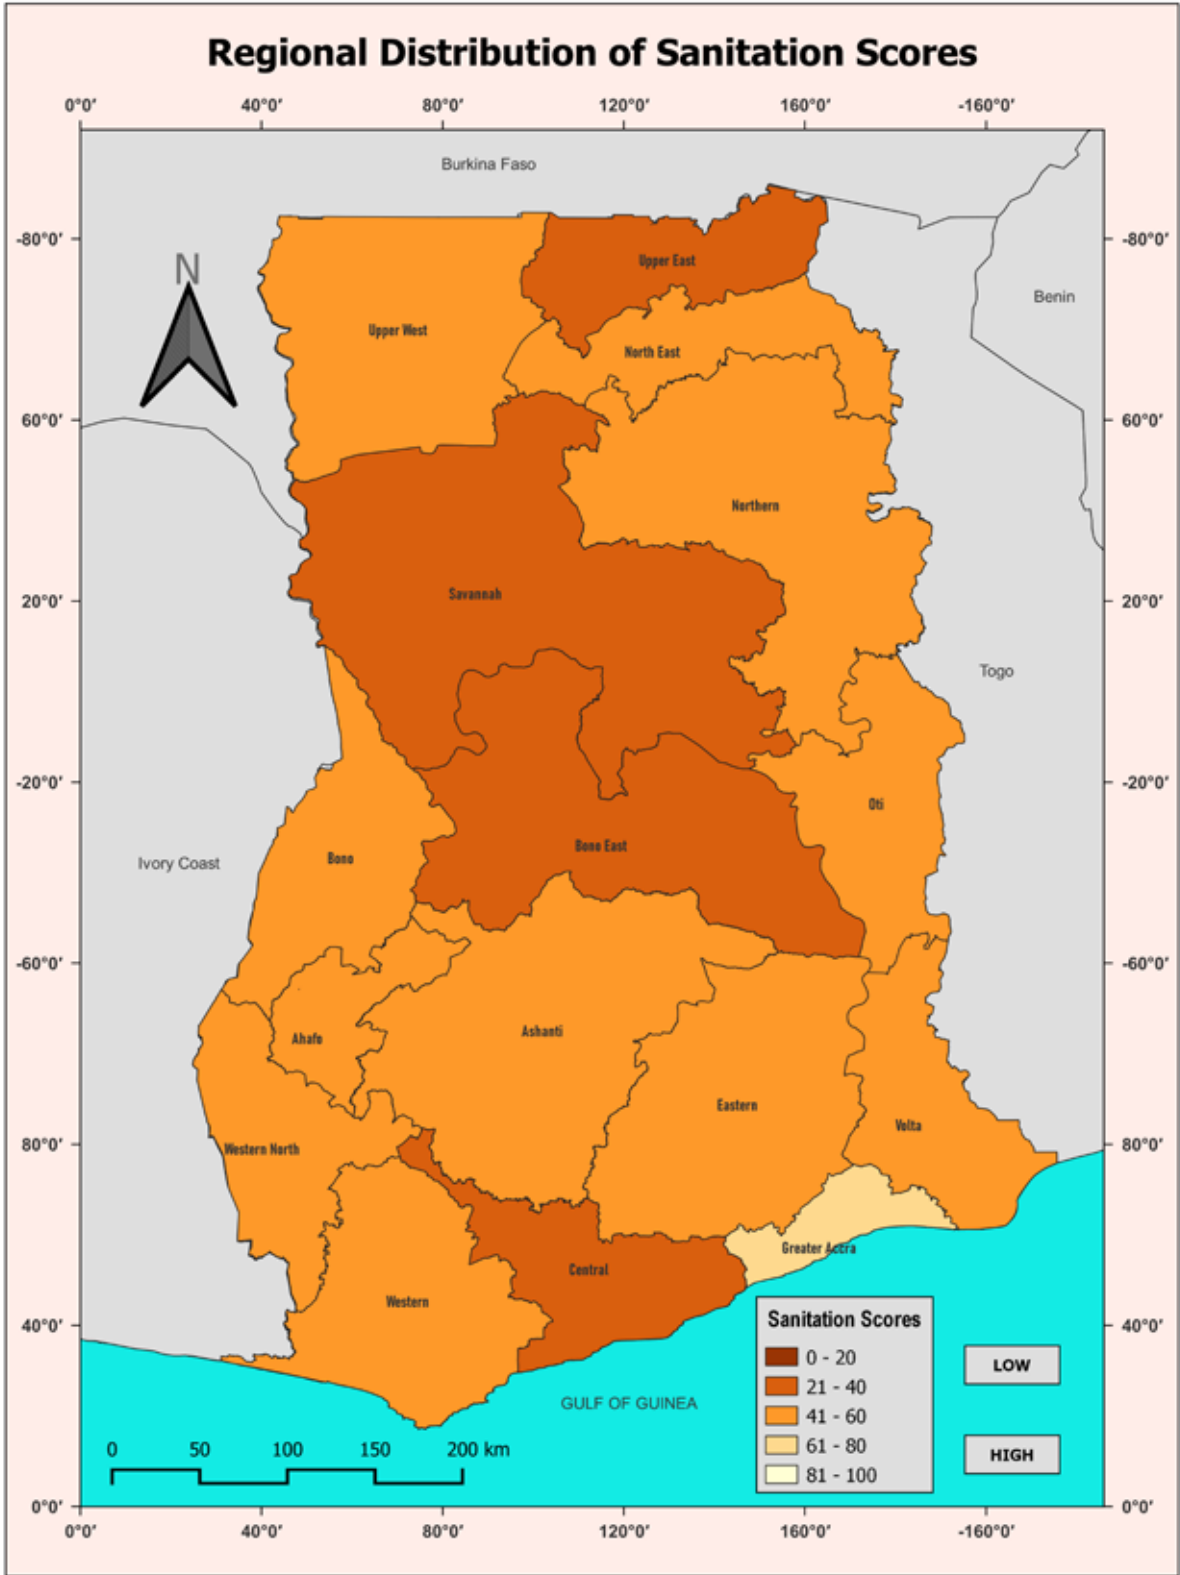 Regional Distribution of Sanitation Scores
0°0' 40°0' 80°0' 120°0' 160°0' -160°0'
Burkina Faso
-80°0' -80°0'
N
Upper East
Benin
Upper West
North East
60°0' 60°0'
Northern
Savannah
20°0' 20°0'
Togo
-20°0' -20°0'
Oti
Bono East
Bono
Ivory Coast
-60°0' -60°0'
Ashanti
Ahafo
Eastern
Volta
80°0' 80°0'
Western North
Greater Accra
Central
Western
40°0' 40°0'
Sanitation Scores
0 - 20
21 - 40
41 - 60
61 - 80
81 - 100
LOW
HIGH
GULF OF GUINEA
0 50 100 150 200 km
0°0' 0°0'
0°0' 40°0' 80°0' 120°0' 160°0' -160°0'